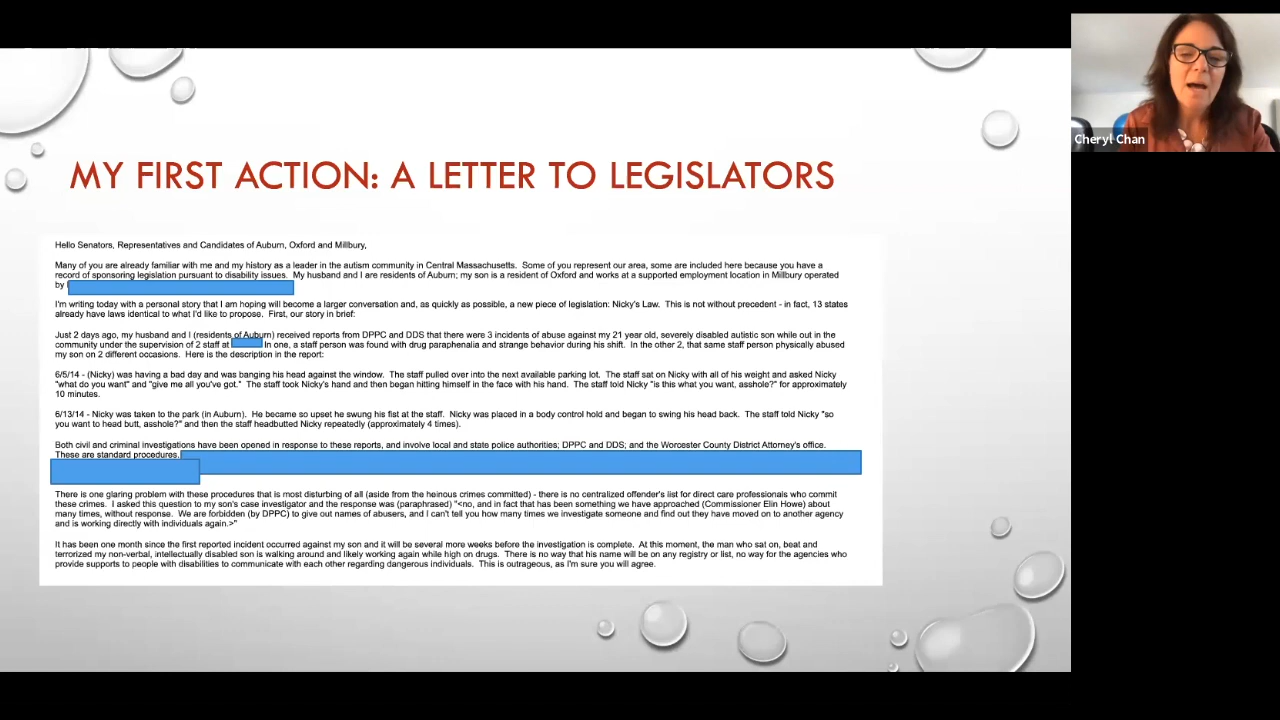 MY FIRST ACTION: A LETTER TO LEGISLATORS
Hello Senators, Representatives and Candidates of Auburn, Oxford and Millbury,
Many of you are already familiar with me and my history as a leader in the autism community in Central Massachusetts. Some of you represent our area, some are included here because you have a
record of sponsoring legislation pursuant to disability issues. My husband and I are residents of Auburn; my son is a resident of Oxford and works at a supported employment location in Millbury operated
by
I'm writing today with a personal story that I am hoping will become a larger conversation and, as quickly as possible, a new piece of legislation: Nicky's Law. This is not without precedent - in fact, 13 states
already have laws identical to what I'd like to propose. First, our story in brief:
Just 2 days ago, my husband and I (residents of Auburn) received reports from DPPC and DDS that there were 3 incidents of abuse against my 21 year old, severely disabled autistic son while out in the
community under the supervision of 2 staff at In one, a staff person was found with drug paraphenalia and strange behavior during his shift. In the other 2, that same staff person physically abused
my son on 2 different occasions. Here is the description in the report:
6/5/14 - (Nicky) was having a bad day and was banging his head against the window. The staff pulled over into the next available parking lot. The staff sat on Nicky with all of his weight and asked Nicky
"what do you want" and "give me all you've got." The staff took Nicky's hand and then began hitting himself in the face with his hand. The staff told Nicky "is this what you want, asshole?" for approximately
10 minutes.
6/13/14 - Nicky was taken to the park (in Auburn). He became so upset he swung his fist at the staff. Nicky was placed in a body control hold and began to swing his head back. The staff told Nicky "so
you want to head butt, asshole?" and then the staff headbutted Nicky repeatedly (approximately 4 times).
Both civil and criminal investigations have been opened in response to these reports, and involve local and state police authorities; DPPC and DDS; and the Worcester County District Attorney's office.
These are standard procedures.
There is one glaring problem with these procedures that is most disturbing of all (aside from the heinous crimes committed) - there is no centralized offender's list for direct care professionals who commit
these crimes. I asked this question to my son's case investigator and the response was (paraphrased) "<no, and in fact that has been something we have approached (Commissioner Elin Howe) about
many times, without response. We are forbidden (by DPPC) to give out names of abusers, and I can't tell you how many times we investigate someone and find out they have moved on to another agency
and is working directly with individuals again.>"
It has been one month since the first reported incident occurred against my son and it will be several more weeks before the investigation is complete. At this moment, the man who sat on, beat and
terrorized my non-verbal, intellectually disabled son is walking around and likely working again while high on drugs. There is no way that his name will be on any registry or list, no way for the agencies who
provide supports to people with disabilities to communicate with each other regarding dangerous individuals. This is outrageous, as I'm sure you will agree.
Cheryl Chan